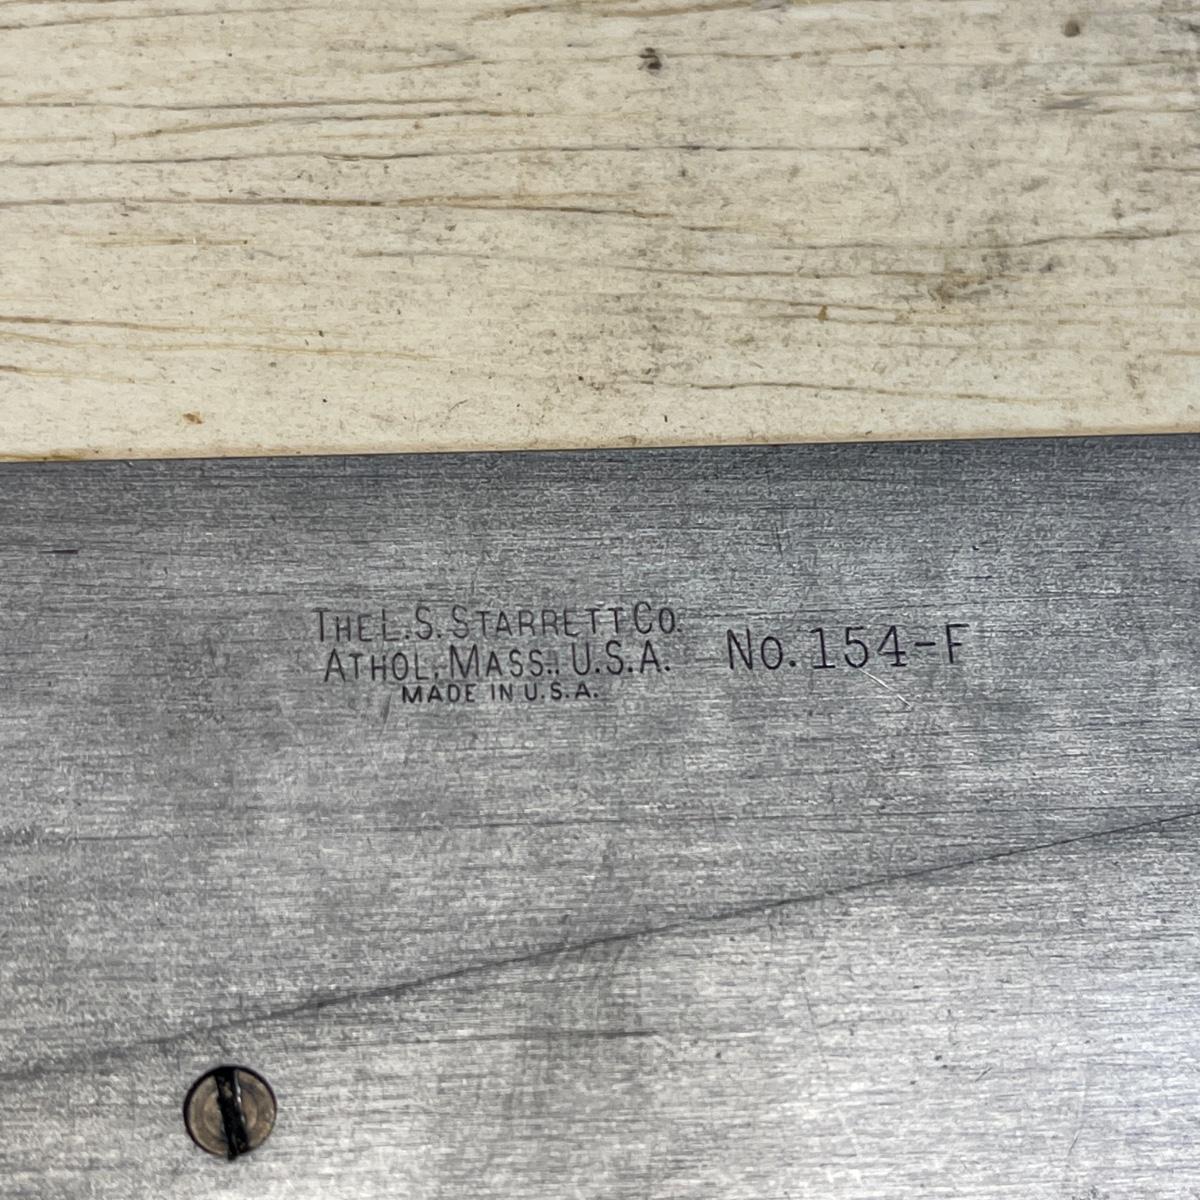 THE L. S. STARRETT CO.
ATHOL, MASS., U.S.A.
MADE IN U.S.A.
No. 154-F